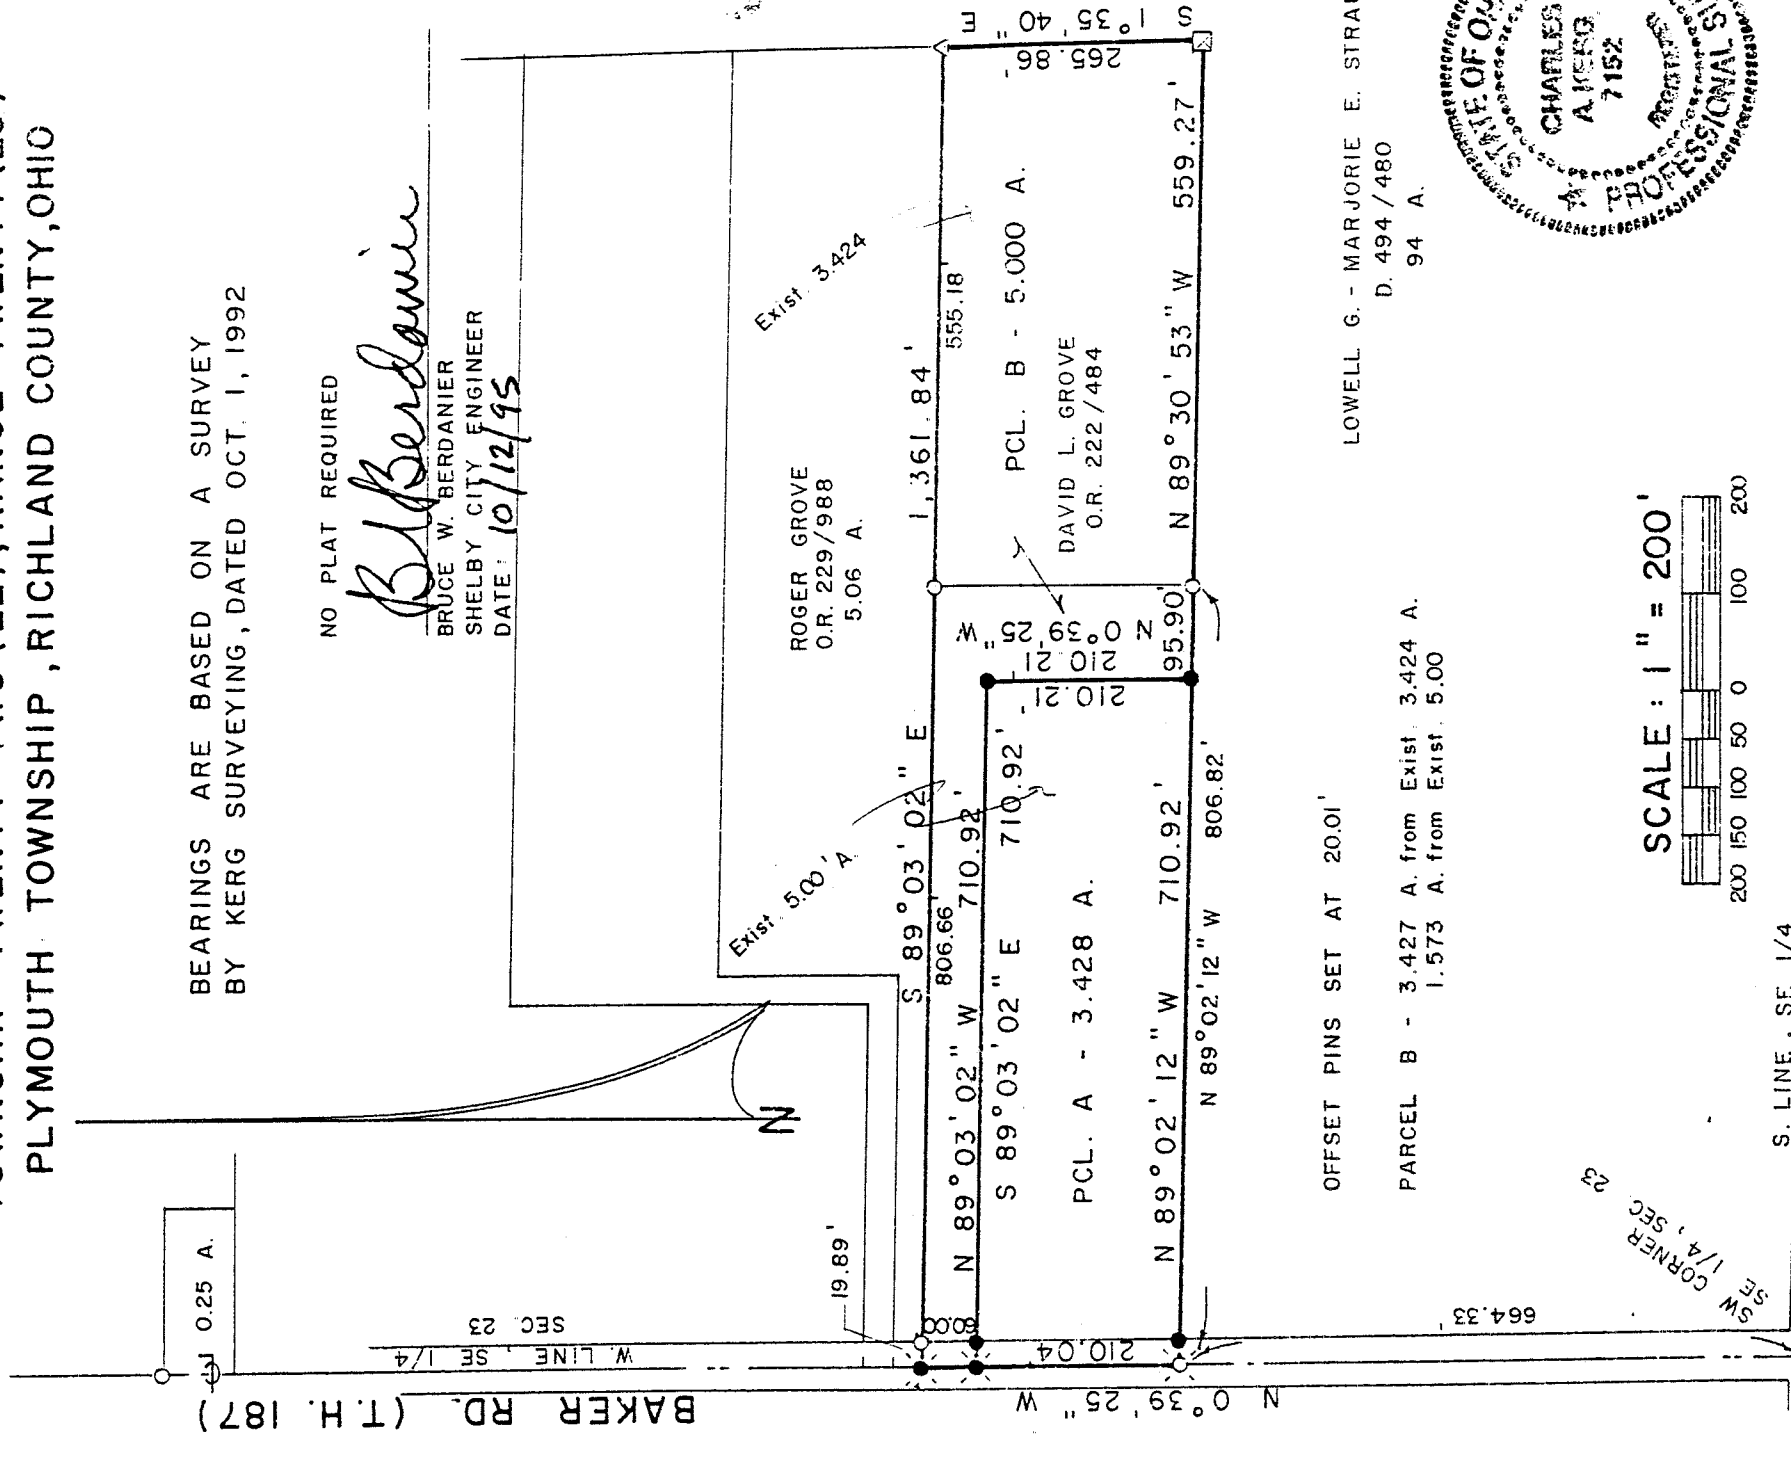 PLYMOUTH TOWNSHIP, RICHLAND COUNTY, OHIO
BEARINGS ARE BASED ON A SURVEY
BY KERG SURVEYING, DATED OCT. 1, 1992
NO PLAT REQUIRED
B W Berdanier
BRUCE W. BERDANIER
SHELBY CITY ENGINEER
DATE: 10/12/95
0.25 A.
BAKER RD. (T.H. 187)
W. LINE, SE 1/4
SEC. 23
N
19.89'
60.00
ROGER GROVE
O.R. 229/988
5.06 A.
Exist. 3.424
Exist. 5.00' A.
S 89°03'02" E
1,361.84'
806.66'
555.18'
N 89°03'02" W
710.92'
S 89°03'02" E
710.92'
PCL. A - 3.428 A.
N 89°02'12" W
710.92'
N 89°02'12" W
806.82'
210.04'
N 0°39'25" W
210.21'
210.21'
N 0°39'25" W
95.90'
PCL. B - 5.000 A.
DAVID L. GROVE
O.R. 222/484
N 89°30'53" W
559.27'
S 1°35'40" E
265.86'
LOWELL G. - MARJORIE E.
D. 494/480
94 A.
OFFSET PINS SET AT 20.01'
PARCEL B - 3.427 A. from Exist. 3.424 A.
1.573 A. from Exist. 5.00
664.33'
SW CORNER
SE 1/4, SEC. 23
S. LINE, SE 1/4
SCALE: 1" = 200'
200 150 100 50 0 100 200
STATE OF
CHARLES
A KERG
7152
PROFESSIONAL